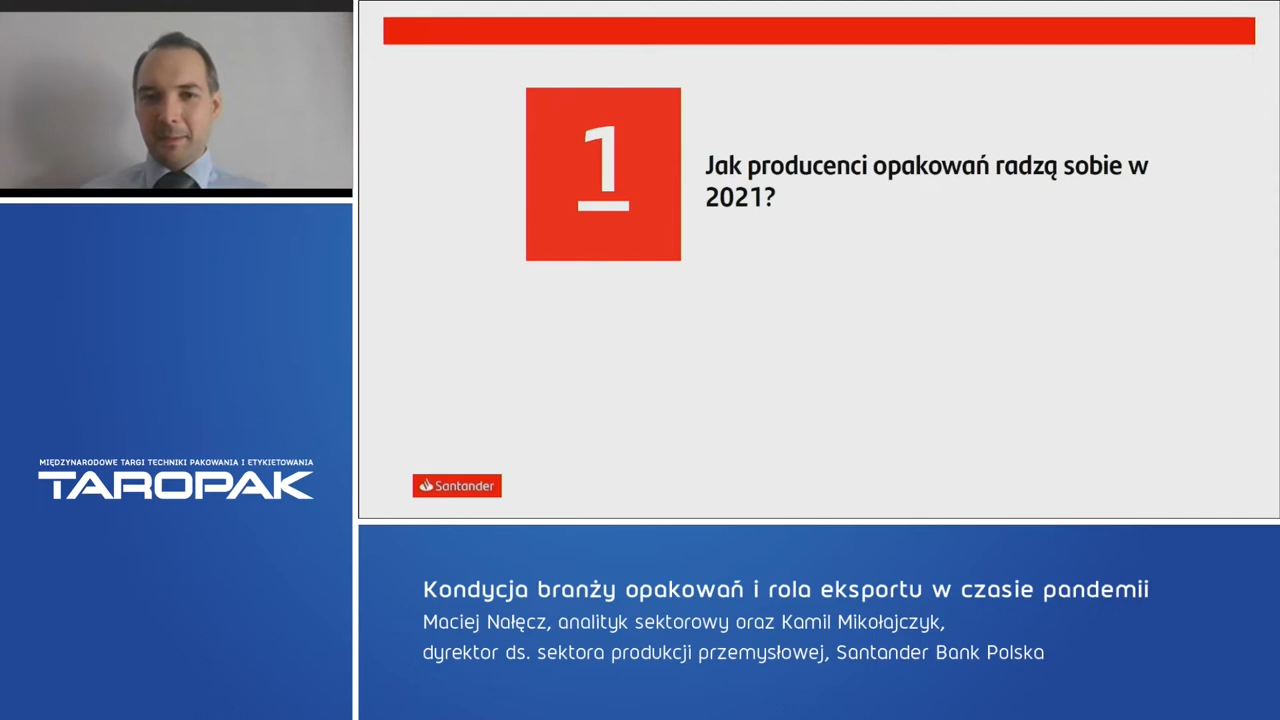 1
Jak producenci opakowań radzą sobie w
2021?
Santander
MIĘDZYNARODOWE TARGI TECHNIKI PAKOWANIA I ETYKIETOWANIA
TAROPAK
Kondycja branży opakowań i rola eksportu w czasie pandemii
Maciej Nałęcz, analityk sektorowy oraz Kamil Mikołajczyk,
dyrektor ds. sektora produkcji przemysłowej, Santander Bank Polska